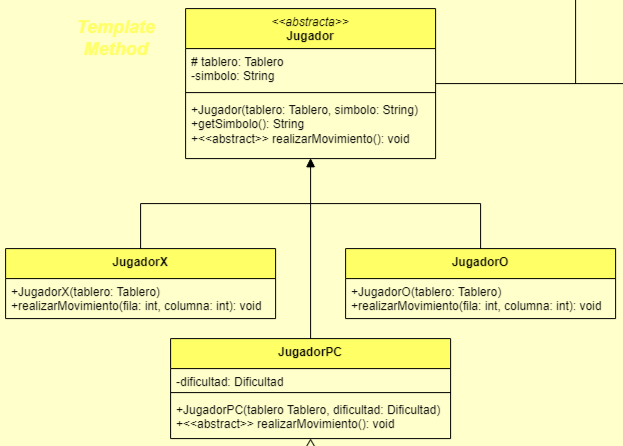 Template
Method
<<abstracta>>
Jugador
# tablero: Tablero
-simbolo: String
+Jugador(tablero: Tablero, simbolo: String)
+getSimbolo(): String
+<<abstract>> realizarMovimiento(): void
JugadorX
+JugadorX(tablero: Tablero)
+realizarMovimiento(fila: int, columna: int): void
JugadorO
+JugadorO(tablero: Tablero)
+realizarMovimiento(fila: int, columna: int): void
JugadorPC
-dificultad: Dificultad
+JugadorPC(tablero Tablero, dificultad: Dificultad)
+<<abstract>> realizarMovimiento(): void